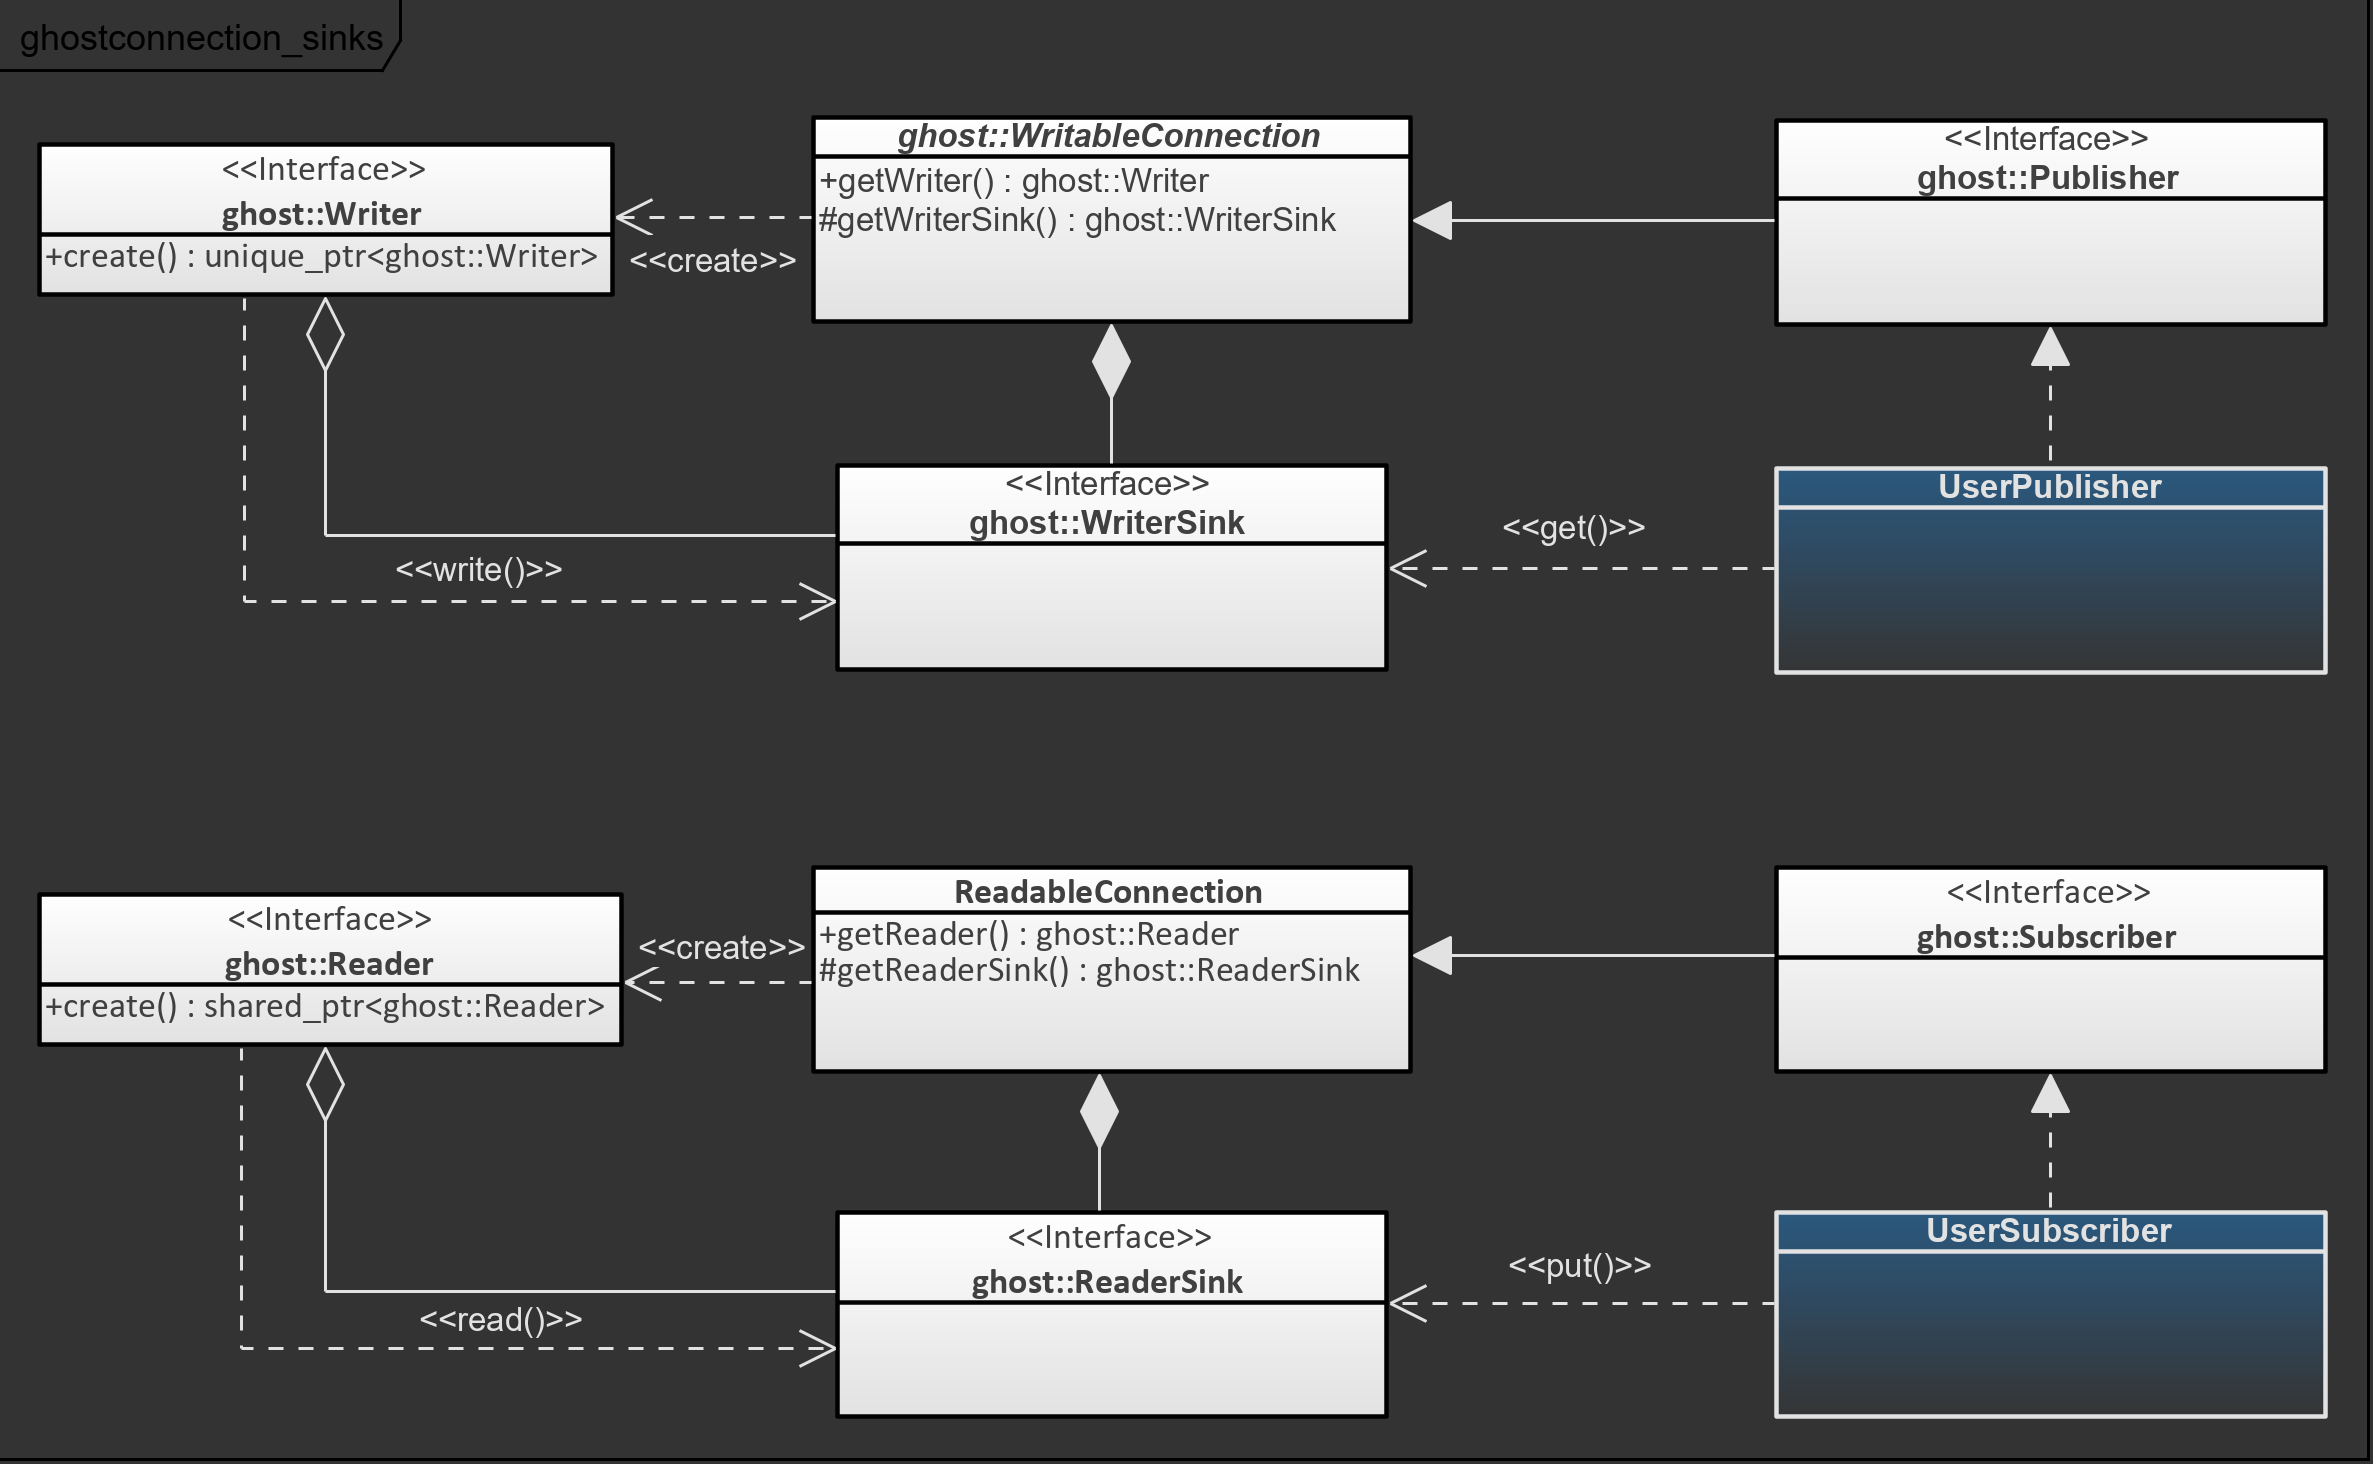 ghostconnection_sinks
<<Interface>>
ghost::Writer
+create() : unique_ptr<ghost::Writer>
<<create>>
ghost::WritableConnection
+getWriter() : ghost::Writer
#getWriterSink() : ghost::WriterSink
<<Interface>>
ghost::Publisher
<<write()>>
<<Interface>>
ghost::WriterSink
<<get()>>
UserPublisher
<<Interface>>
ghost::Reader
+create() : shared_ptr<ghost::Reader>
<<create>>
ReadableConnection
+getReader() : ghost::Reader
#getReaderSink() : ghost::ReaderSink
<<Interface>>
ghost::Subscriber
<<read()>>
<<Interface>>
ghost::ReaderSink
<<put()>>
UserSubscriber